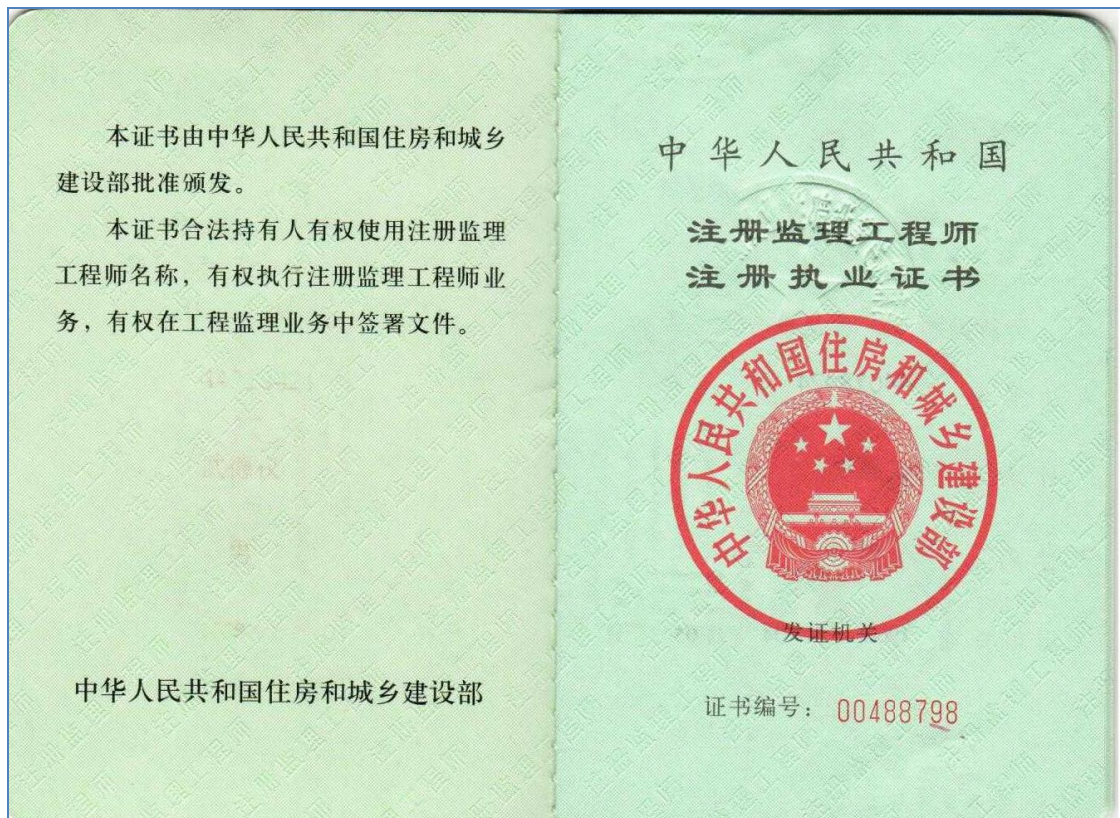 本证书由中华人民共和国住房和城乡
建设部批准颁发。
本证书合法持有人有权使用注册监理
工程师名称，有权执行注册监理工程师业
务，有权在工程监理业务中签署文件。
中华人民共和国住房和城乡建设部
中华人民共和国
注册监理工程师
注册执业证书
中华人民共和国住房和城乡建设部
发证机关
证书编号：00488798